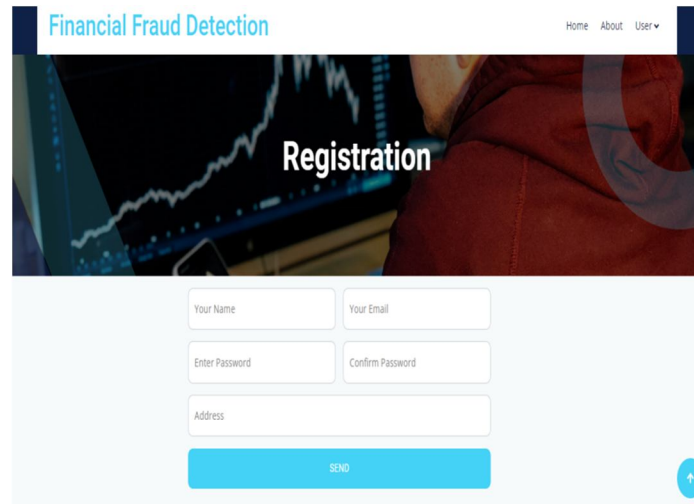 Financial Fraud Detection
Home About User
Registration
Your Name Your Email
Enter Password Confirm Password
Address
SEND